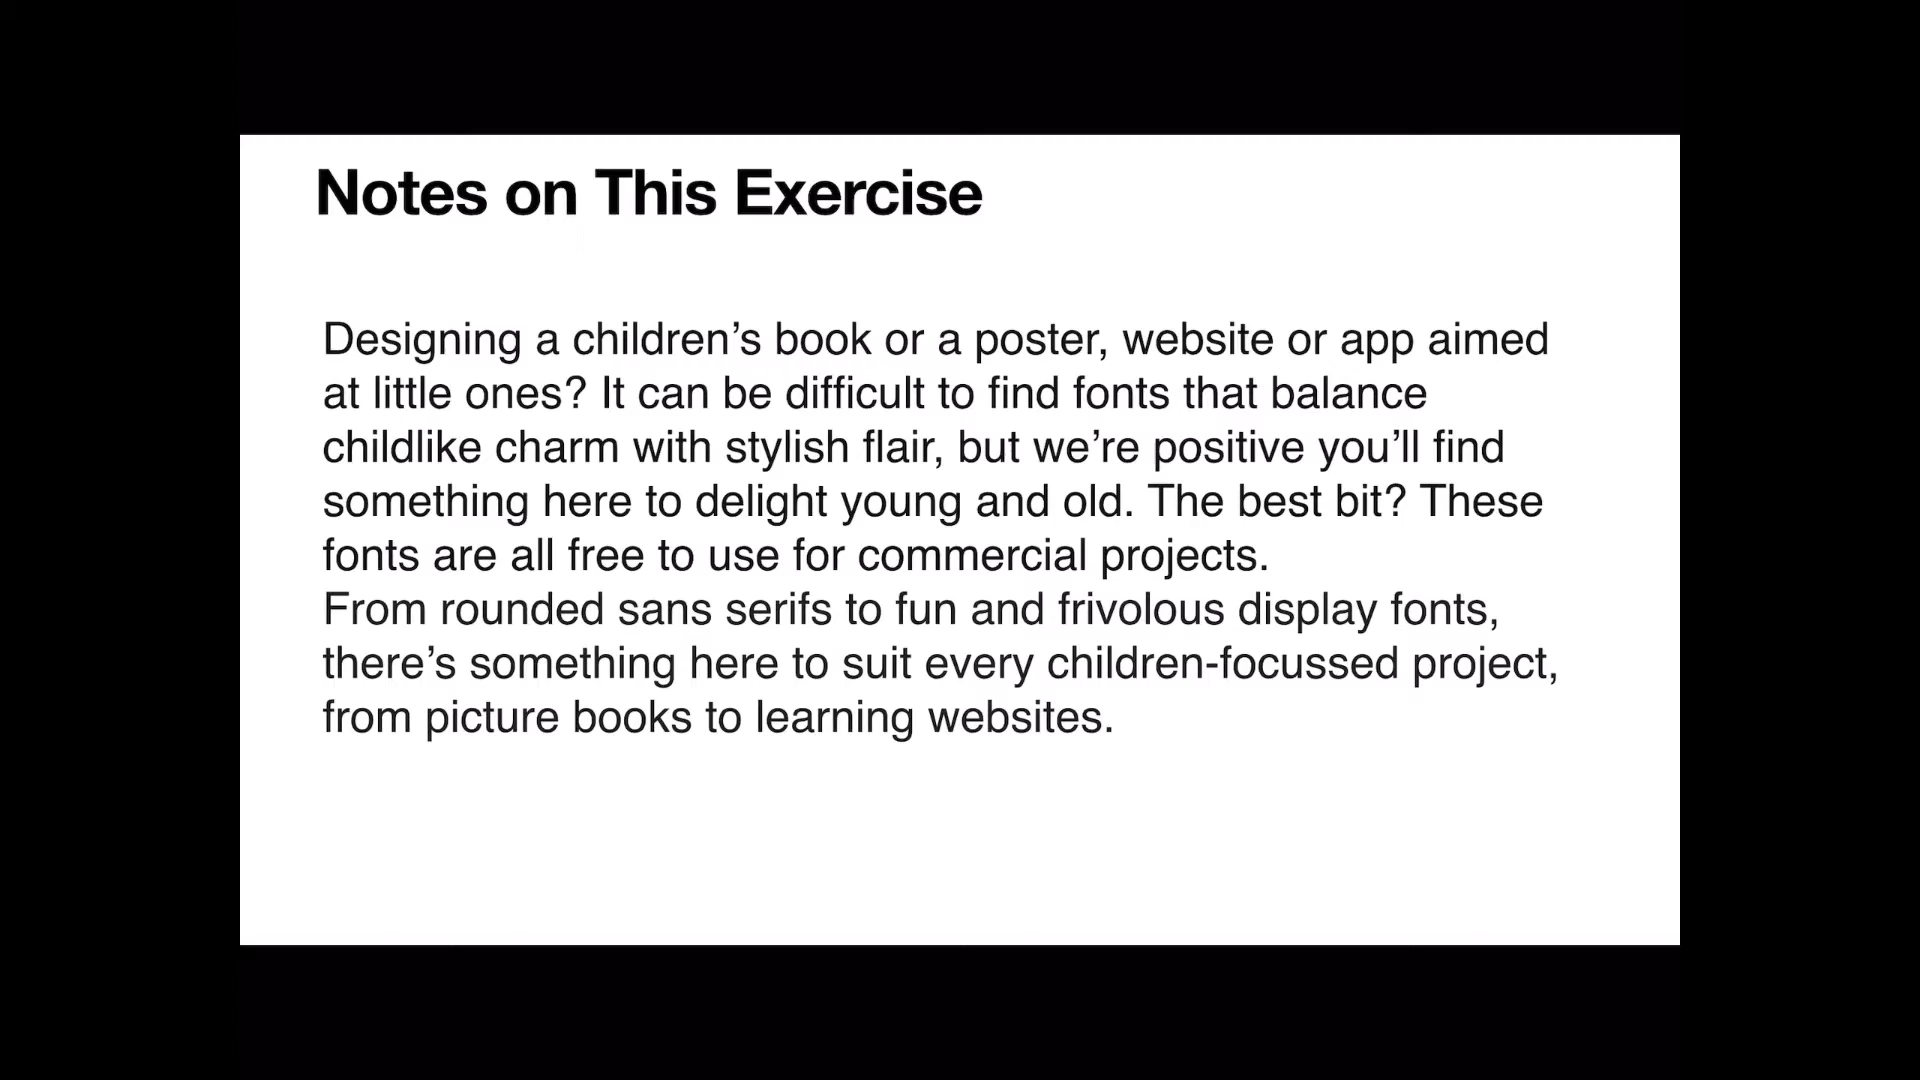 Notes on This Exercise
Designing a children’s book or a poster, website or app aimed
at little ones? It can be difficult to find fonts that balance
childlike charm with stylish flair, but we’re positive you’ll find
something here to delight young and old. The best bit? These
fonts are all free to use for commercial projects.
From rounded sans serifs to fun and frivolous display fonts,
there’s something here to suit every children-focussed project,
from picture books to learning websites.